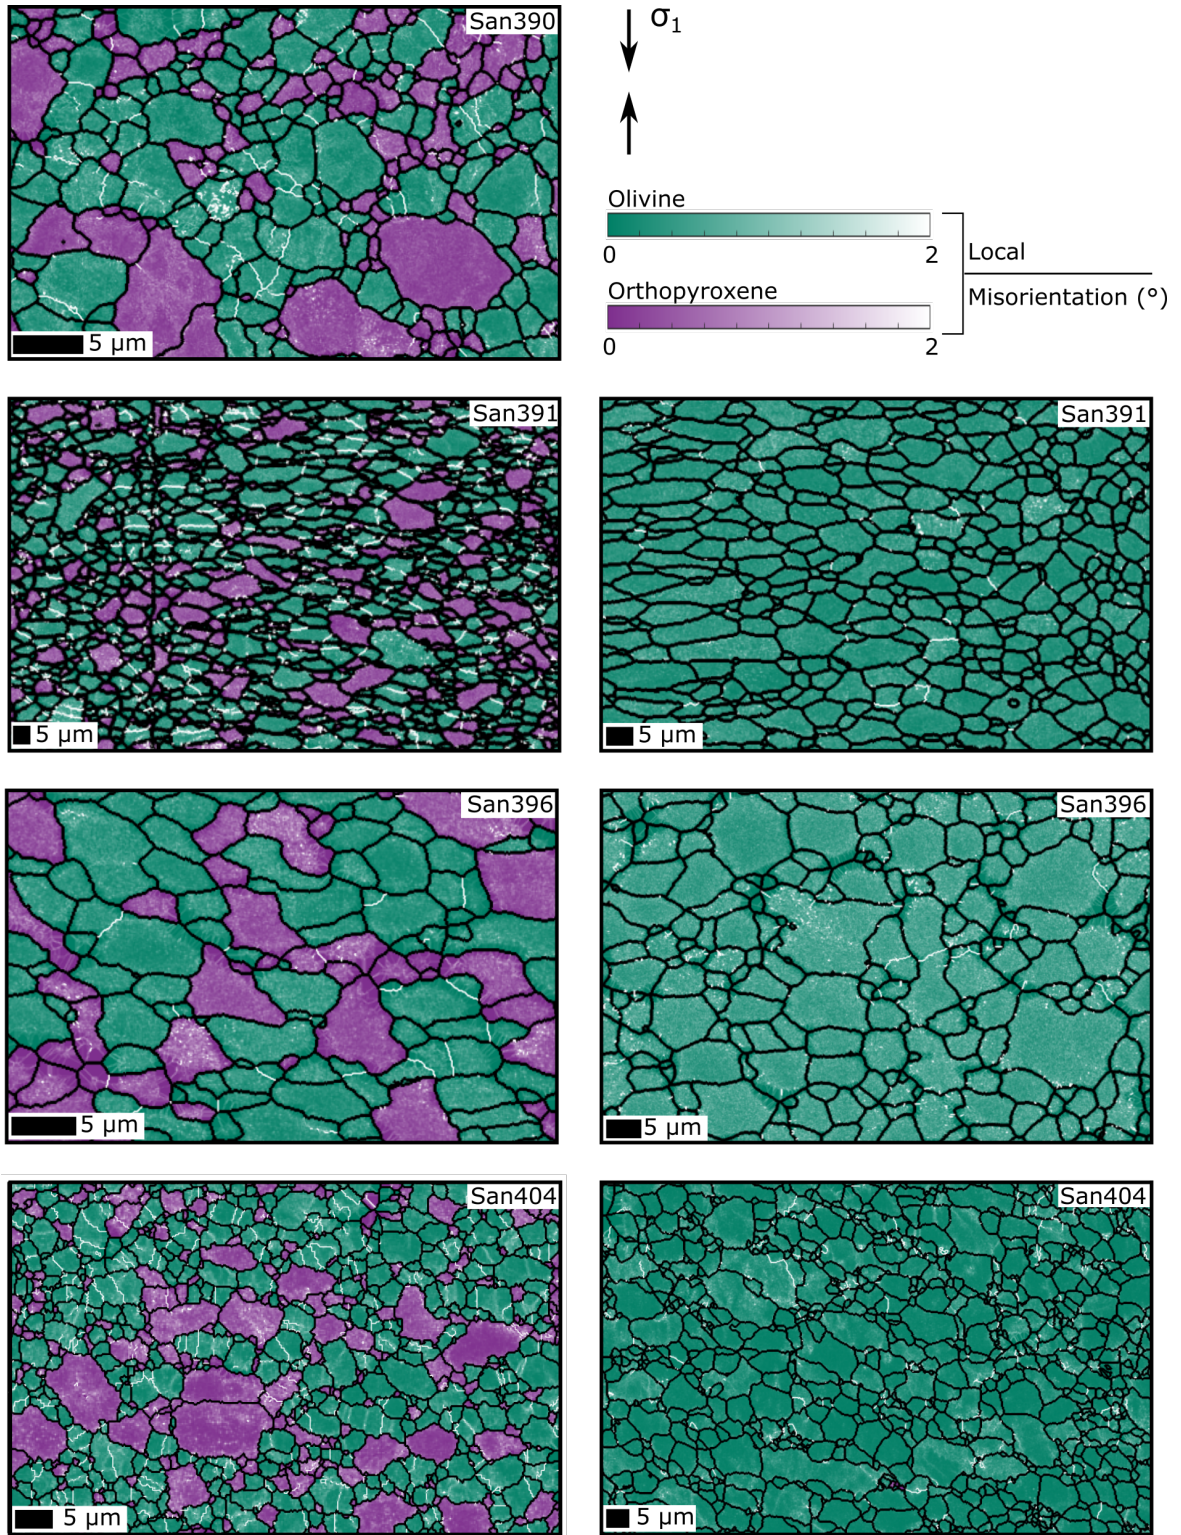 San390
σ1
Olivine
0 2
Local
Misorientation (°)
Orthopyroxene
0 2
5 µm
San391
5 µm
San391
5 µm
San396
5 µm
San396
5 µm
San404
5 µm
San404
5 µm